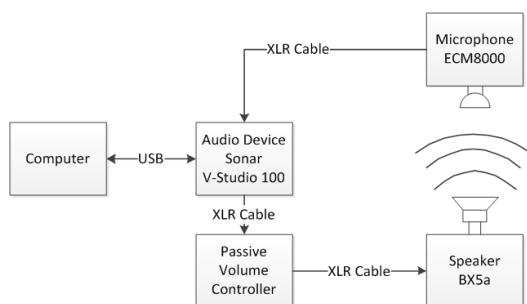 Microphone
ECM8000
XLR Cable
Computer
USB
Audio Device
Sonar
V-Studio 100
XLR Cable
Passive
Volume
Controller
XLR Cable
Speaker
BX5a